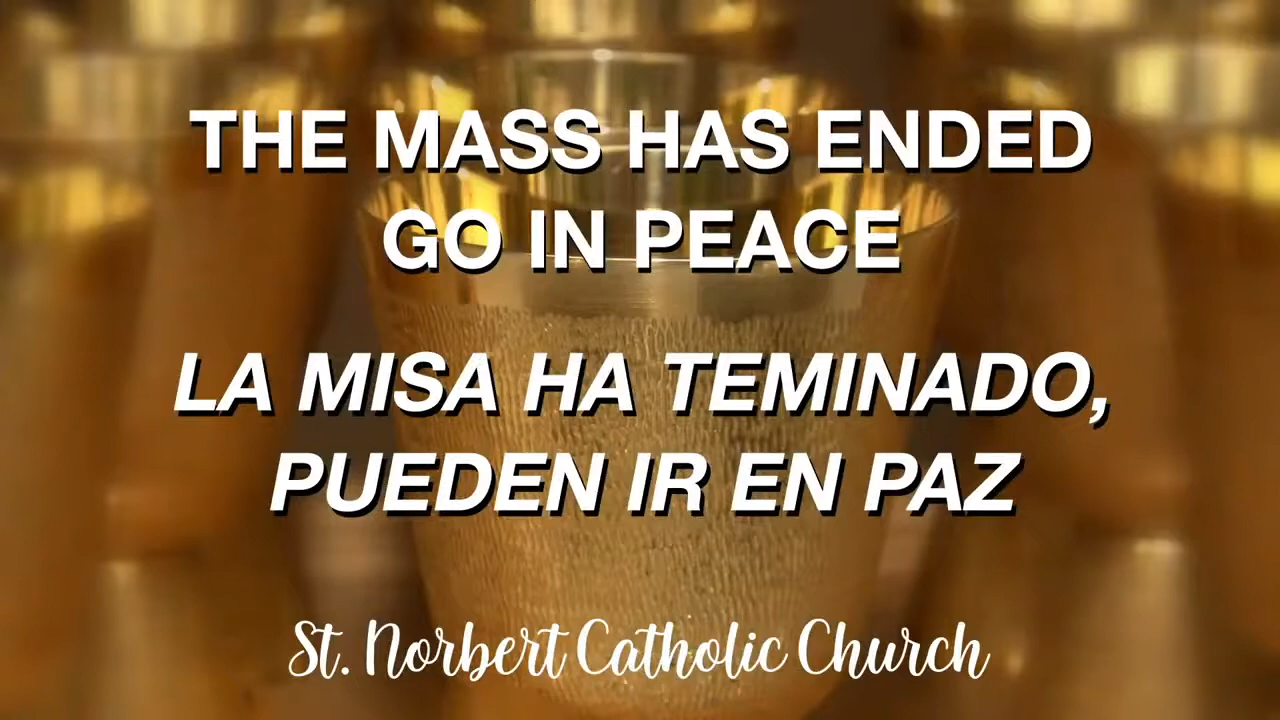 THE MASS HAS ENDED
GO IN PEACE
LA MISA HA TEMINADO,
PUEDEN IR EN PAZ
St. Norbert Catholic Church